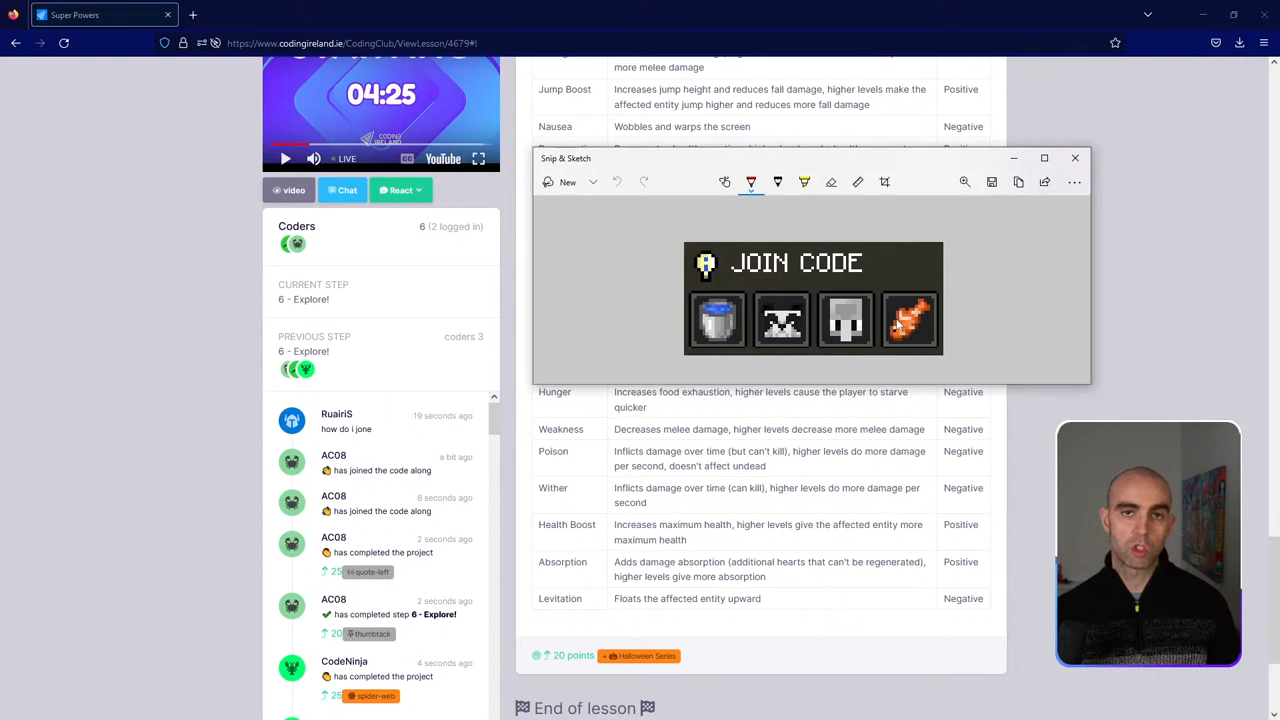 Super Powers
https://www.codingireland.ie/CodingClub/ViewLesson/4679#!
04:25
CODING
IRELAND
LIVE
CC
YouTube
video
Chat
React
Coders
6 (2 logged in)
CURRENT STEP
6 - Explore!
PREVIOUS STEP
coders 3
6 - Explore!
RuairiS
19 seconds ago
how do i jone
AC08
a bit ago
has joined the code along
AC08
8 seconds ago
has joined the code along
AC08
2 seconds ago
has completed the project
25 quote-left
AC08
2 seconds ago
has completed step 6 - Explore!
20 thumbtack
CodeNinja
4 seconds ago
has completed the project
25 spider-web
more melee damage
Jump Boost
Increases jump height and reduces fall damage, higher levels make the
affected entity jump higher and reduces more fall damage
Positive
Nausea
Wobbles and warps the screen
Negative
Snip & Sketch
New
JOIN CODE
Hunger
Increases food exhaustion, higher levels cause the player to starve
quicker
Negative
Weakness
Decreases melee damage, higher levels decrease more melee damage
Negative
Poison
Inflicts damage over time (but can't kill), higher levels do more damage
per second, doesn't affect undead
Negative
Wither
Inflicts damage over time (can kill), higher levels do more damage per
second
Negative
Health Boost
Increases maximum health, higher levels give the affected entity more
maximum health
Positive
Absorption
Adds damage absorption (additional hearts that can't be regenerated),
higher levels give more absorption
Positive
Levitation
Floats the affected entity upward
Negative
20 points
+ Halloween Series
End of lesson